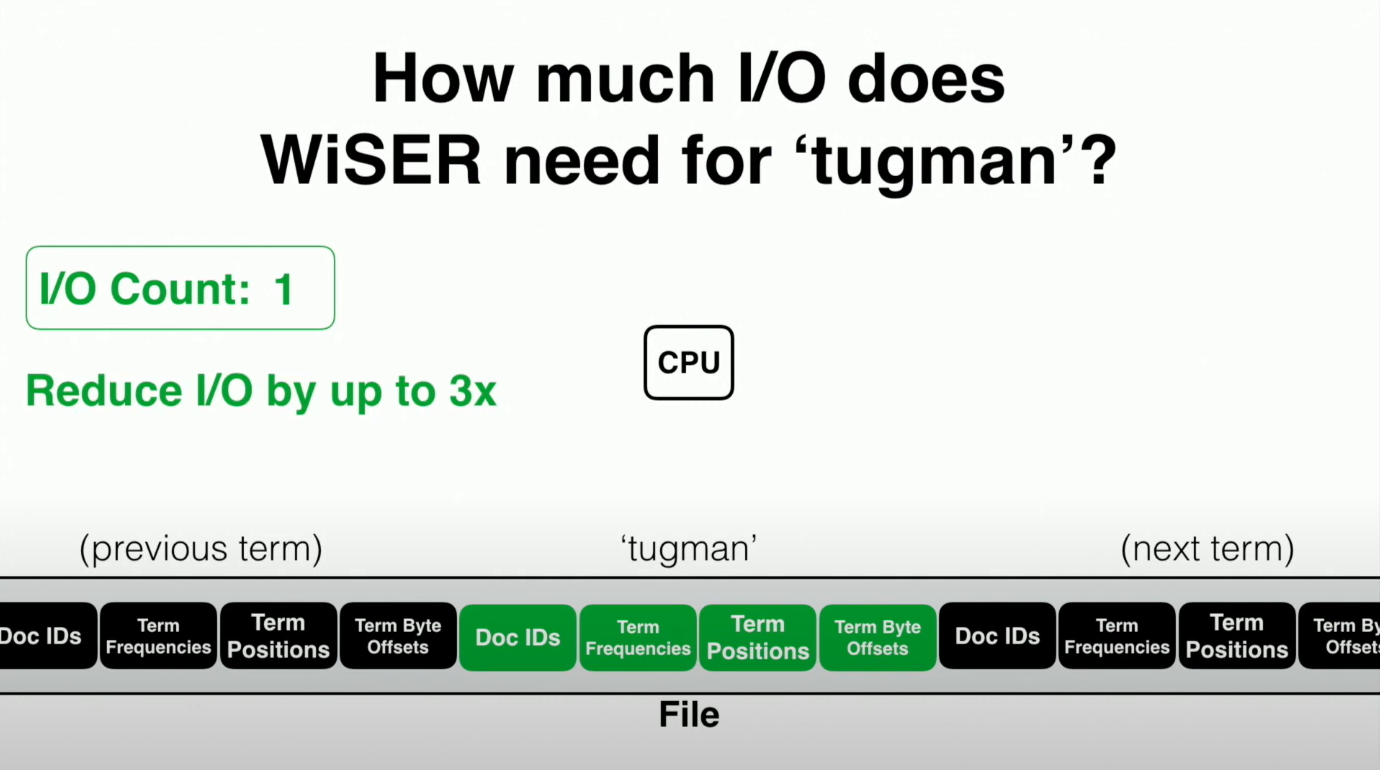 How much I/O does
WiSER need for ‘tugman’?
I/O Count: 1
Reduce I/O by up to 3x
CPU
(previous term)
‘tugman’
(next term)
Doc IDs
Term
Frequencies
Term
Positions
Term Byte
Offsets
Doc IDs
Term
Frequencies
Term
Positions
Term Byte
Offsets
Doc IDs
Term
Frequencies
Term
Positions
Term By
Offsets
File